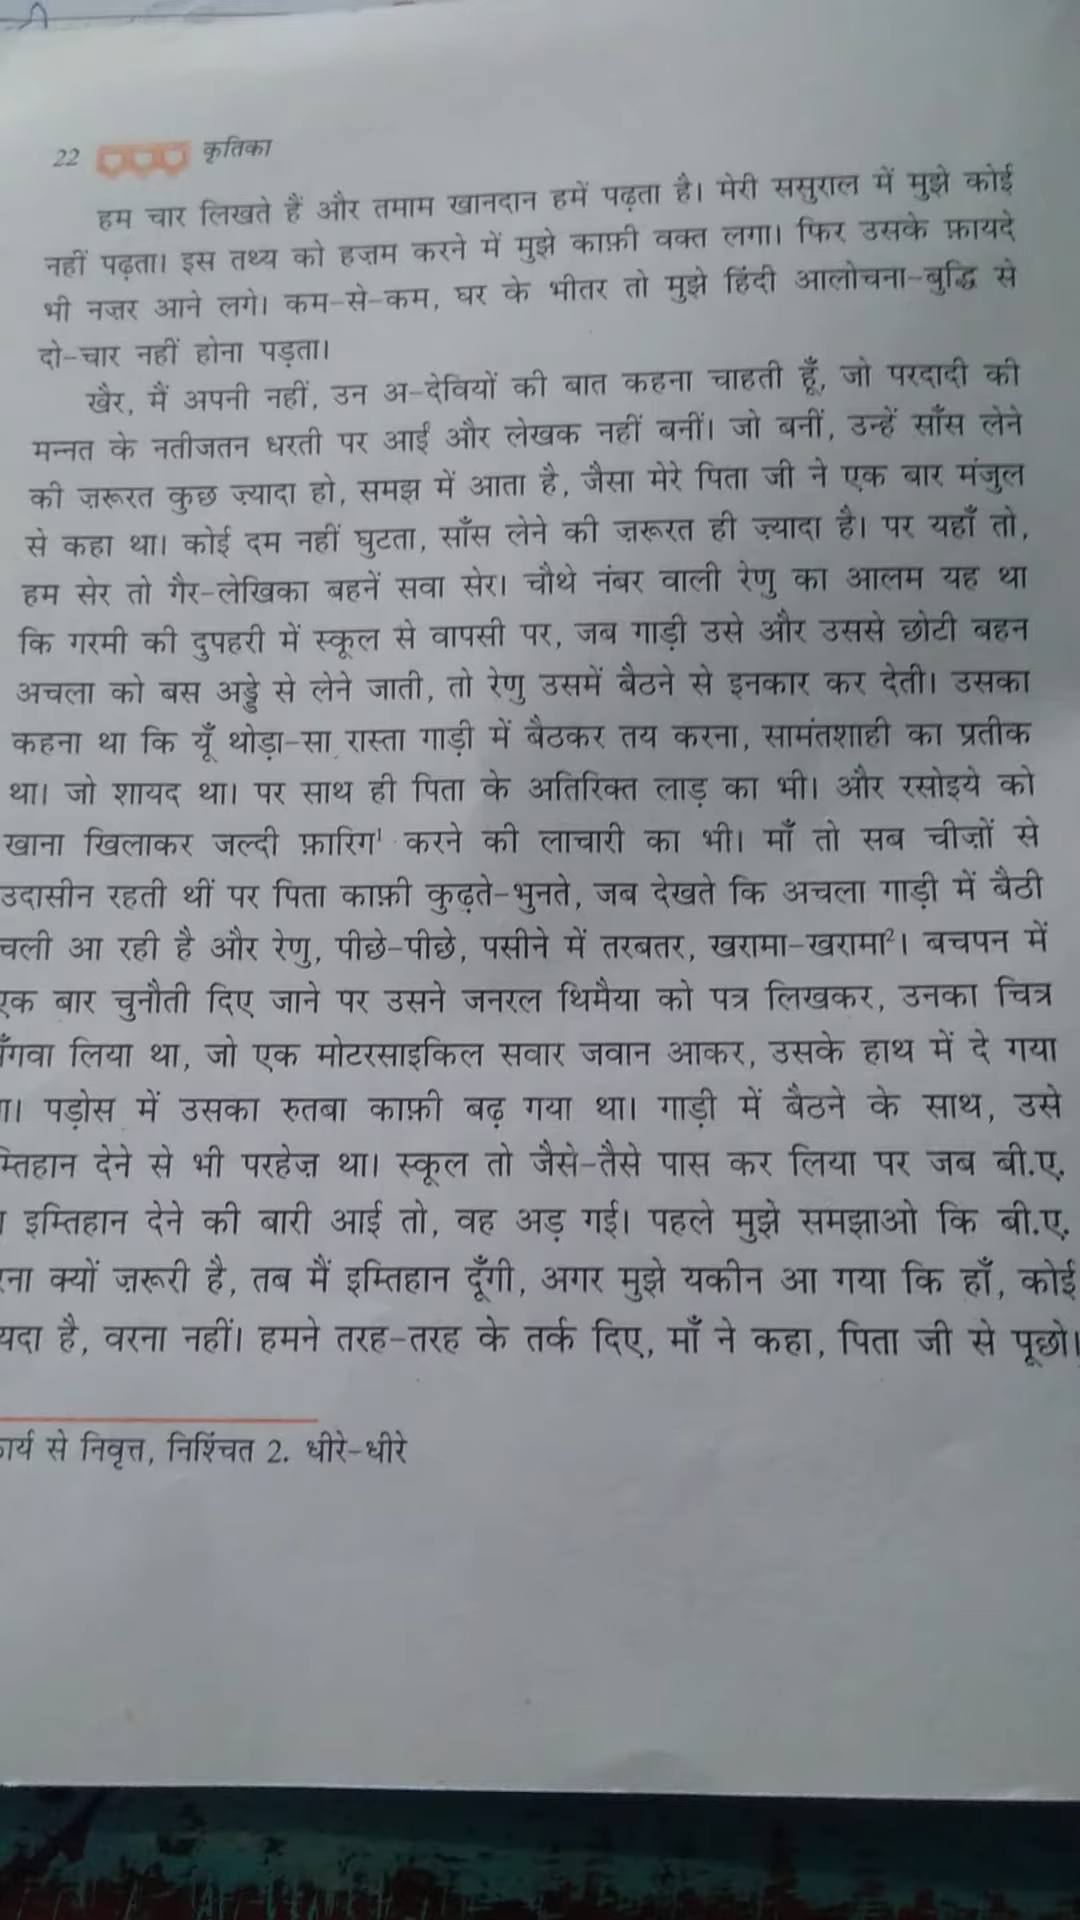 22 कृतिका
हम चार लिखते हैं और तमाम खानदान हमें पढ़ता है। मेरी ससुराल में मुझे कोई
नहीं पढ़ता। इस तथ्य को हज़म करने में मुझे काफ़ी वक्त लगा। फिर उसके फ़ायदे
भी नज़र आने लगे। कम-से-कम, घर के भीतर तो मुझे हिंदी आलोचना-बुद्धि से
दो-चार नहीं होना पड़ता।
खैर, मैं अपनी नहीं, उन अ-देवियों की बात कहना चाहती हूँ, जो परदादी की
मन्नत के नतीजतन धरती पर आईं और लेखक नहीं बनीं। जो बनीं, उन्हें साँस लेने
की ज़रूरत कुछ ज़्यादा हो, समझ में आता है, जैसा मेरे पिता जी ने एक बार मंजुल
से कहा था। कोई दम नहीं घुटता, साँस लेने की ज़रूरत ही ज़्यादा है। पर यहाँ तो,
हम सेर तो गैर-लेखिका बहनें सवा सेर। चौथे नंबर वाली रेणु का आलम यह था
कि गरमी की दुपहरी में स्कूल से वापसी पर, जब गाड़ी उसे और उससे छोटी बहन
अचला को बस अड्डे से लेने जाती, तो रेणु उसमें बैठने से इनकार कर देती। उसका
कहना था कि यूँ थोड़ा-सा रास्ता गाड़ी में बैठकर तय करना, सामंतशाही का प्रतीक
था। जो शायद था। पर साथ ही पिता के अतिरिक्त लाड़ का भी। और रसोइये को
खाना खिलाकर जल्दी फ़ारिग¹ करने की लाचारी का भी। माँ तो सब चीज़ों से
उदासीन रहती थीं पर पिता काफ़ी कुढ़ते-भुनते, जब देखते कि अचला गाड़ी में बैठी
चली आ रही है और रेणु, पीछे-पीछे, पसीने में तरबतर, खरामा-खरामा²। बचपन में
एक बार चुनौती दिए जाने पर उसने जनरल थिमैया को पत्र लिखकर, उनका चित्र
ँगवा लिया था, जो एक मोटरसाइकिल सवार जवान आकर, उसके हाथ में दे गया
पड़ोस में उसका रुतबा काफ़ी बढ़ गया था। गाड़ी में बैठने के साथ, उसे
म्तिहान देने से भी परहेज़ था। स्कूल तो जैसे-तैसे पास कर लिया पर जब बी.ए.
इम्तिहान देने की बारी आई तो, वह अड़ गई। पहले मुझे समझाओ कि बी.ए.
रना क्यों ज़रूरी है, तब मैं इम्तिहान दूँगी, अगर मुझे यकीन आ गया कि हाँ, कोई
यदा है, वरना नहीं। हमने तरह-तरह के तर्क दिए, माँ ने कहा, पिता जी से पूछो।
ार्य से निवृत्त, निश्चिंत 2. धीरे-धीरे